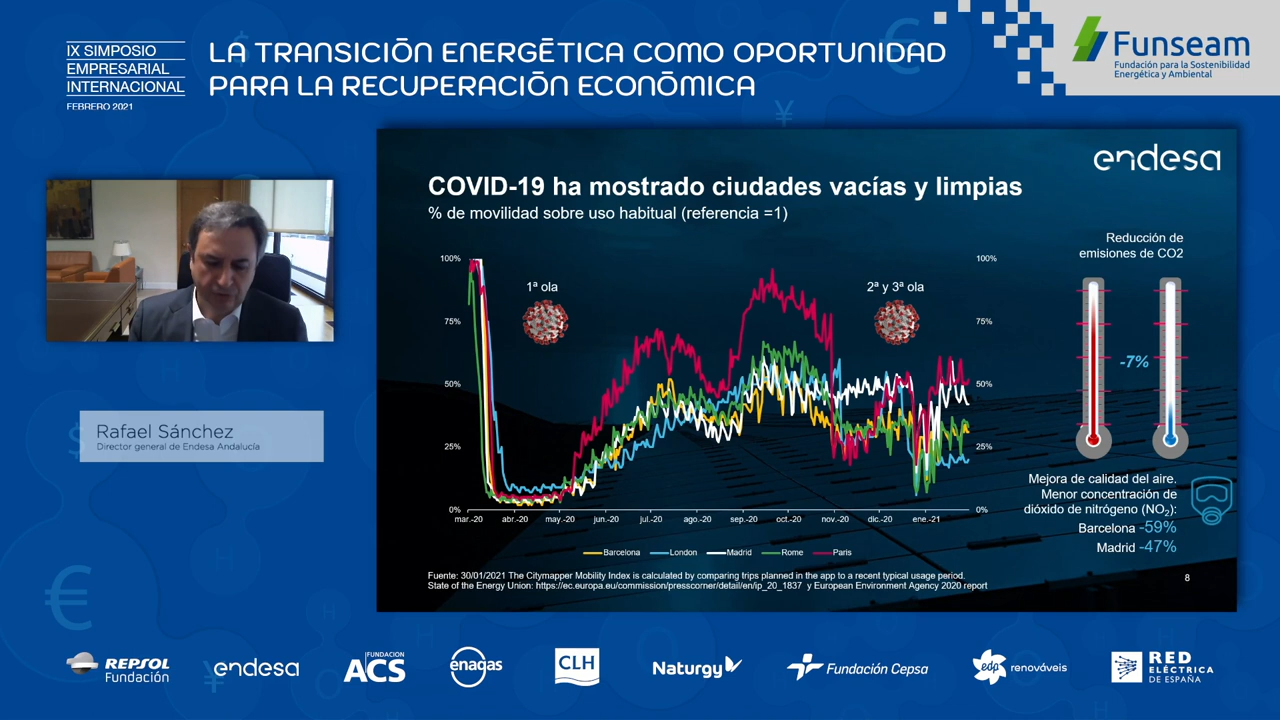 IX SIMPOSIO
EMPRESARIAL
INTERNACIONAL
FEBRERO 2021
LA TRANSICIÓN ENERGÉTICA COMO OPORTUNIDAD
PARA LA RECUPERACIÓN ECONÓMICA
Funseam
Fundación para la Sostenibilidad
Energética y Ambiental
endesa
COVID-19 ha mostrado ciudades vacías y limpias
% de movilidad sobre uso habitual (referencia =1)
Reducción de
emisiones de CO2
100%
75%
50%
25%
0%
1ª ola
2ª y 3ª ola
100%
75%
50%
25%
0%
mar.-20 abr.-20 may.-20 jun.-20 jul.-20 ago.-20 sep.-20 oct.-20 nov.-20 dic.-20 ene.-21
Barcelona London Madrid Rome Paris
-7%
Mejora de calidad del aire.
Menor concentración de
dióxido de nitrógeno (NO2):
Barcelona -59%
Madrid -47%
Fuente: 30/01/2021 The Citymapper Mobility Index is calculated by comparing trips planned in the app to a recent typical usage period.
State of the Energy Union: https://ec.europa.eu/commission/presscorner/detail/en/ip_20_1837 y European Environment Agency 2020 report
8
Rafael Sánchez
Director general de Endesa Andalucía
REPSOL
Fundación
endesa
FUNDACION
ACS
enagas
CLH
Naturgy
Fundación Cepsa
edp
renováveis
RED
ELÉCTRICA
DE ESPAÑA